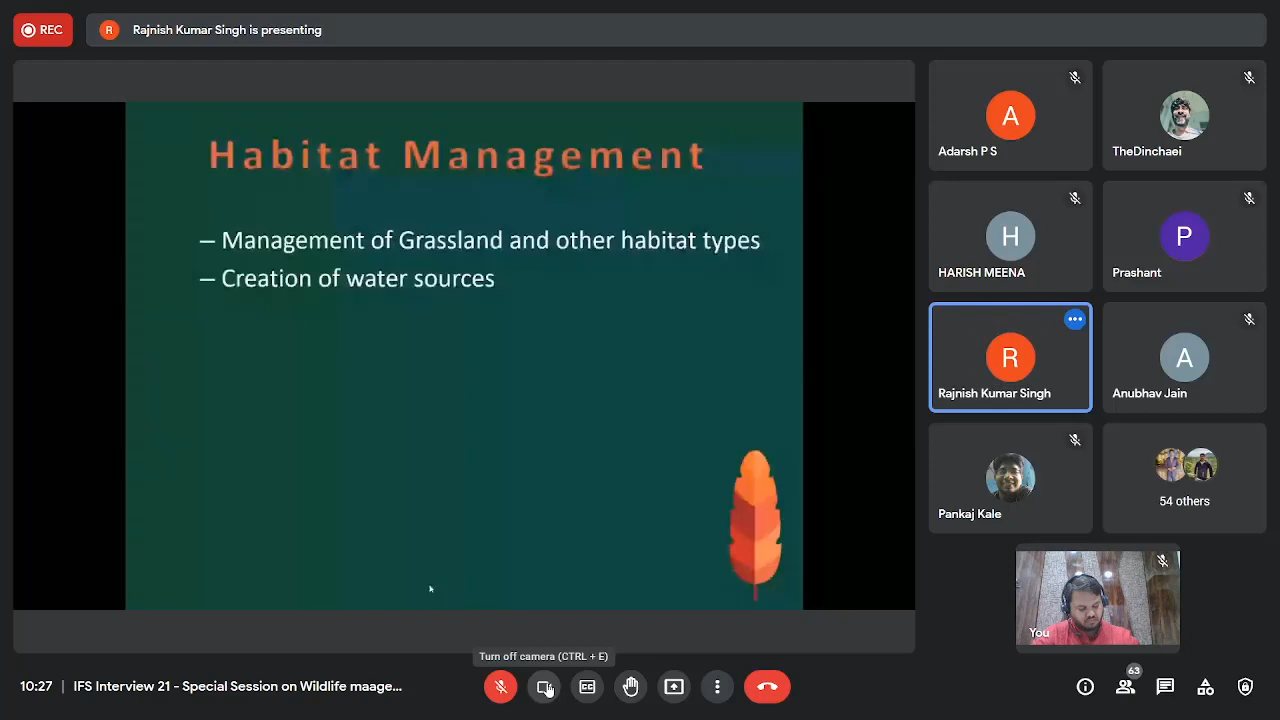 REC
R
Rajnish Kumar Singh is presenting
Habitat Management
– Management of Grassland and other habitat types
– Creation of water sources
A
Adarsh P S
TheDinchaei
H
HARISH MEENA
P
Prashant
R
Rajnish Kumar Singh
A
Anubhav Jain
Pankaj Kale
54 others
You
Turn off camera (CTRL + E)
10:27 | IFS Interview 21 - Special Session on Wildlife maage...
63